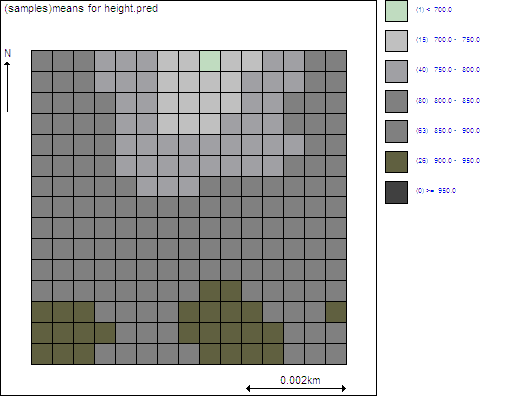 (samples)means for height.pred
N
(1) < 700.0
(15) 700.0 - 750.0
(40) 750.0 - 800.0
(80) 800.0 - 850.0
(63) 850.0 - 900.0
(26) 900.0 - 950.0
(0) >= 950.0
0.002km